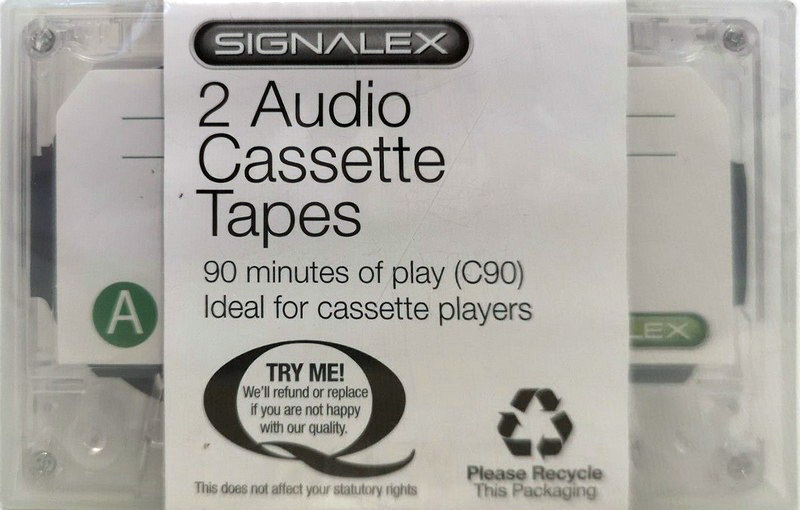 SIGNALEX
2 Audio
Cassette
Tapes
90 minutes of play (C90)
Ideal for cassette players
A
LEX
TRY ME!
We'll refund or replace
if you are not happy
with our quality.
This does not affect your statutory rights
Please Recycle
This Packaging